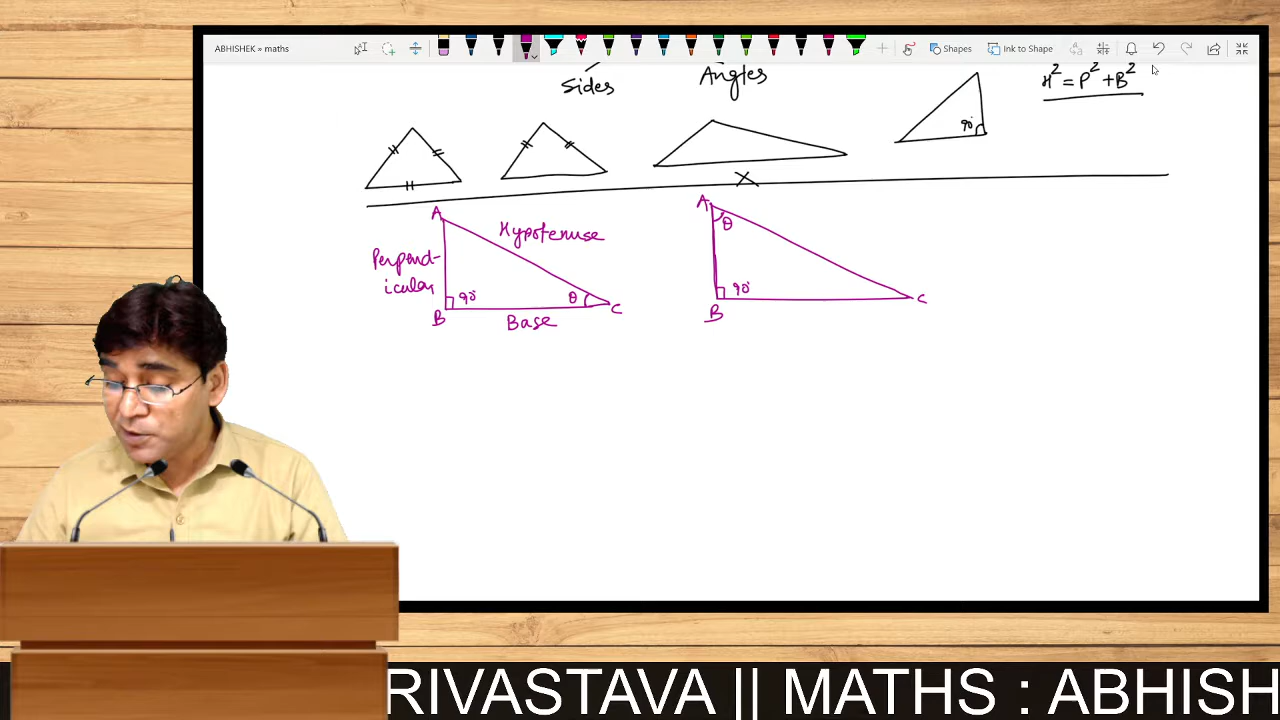 ABHISHEK » maths
Shapes
Ink to Shape
Sides
Angles
H² = P² + B²
90°
A
Hypotenuse
Perpend-
icular
90°
θ
B
Base
C
A
θ
90°
B
C
RIVASTAVA || MATHS : ABHISH